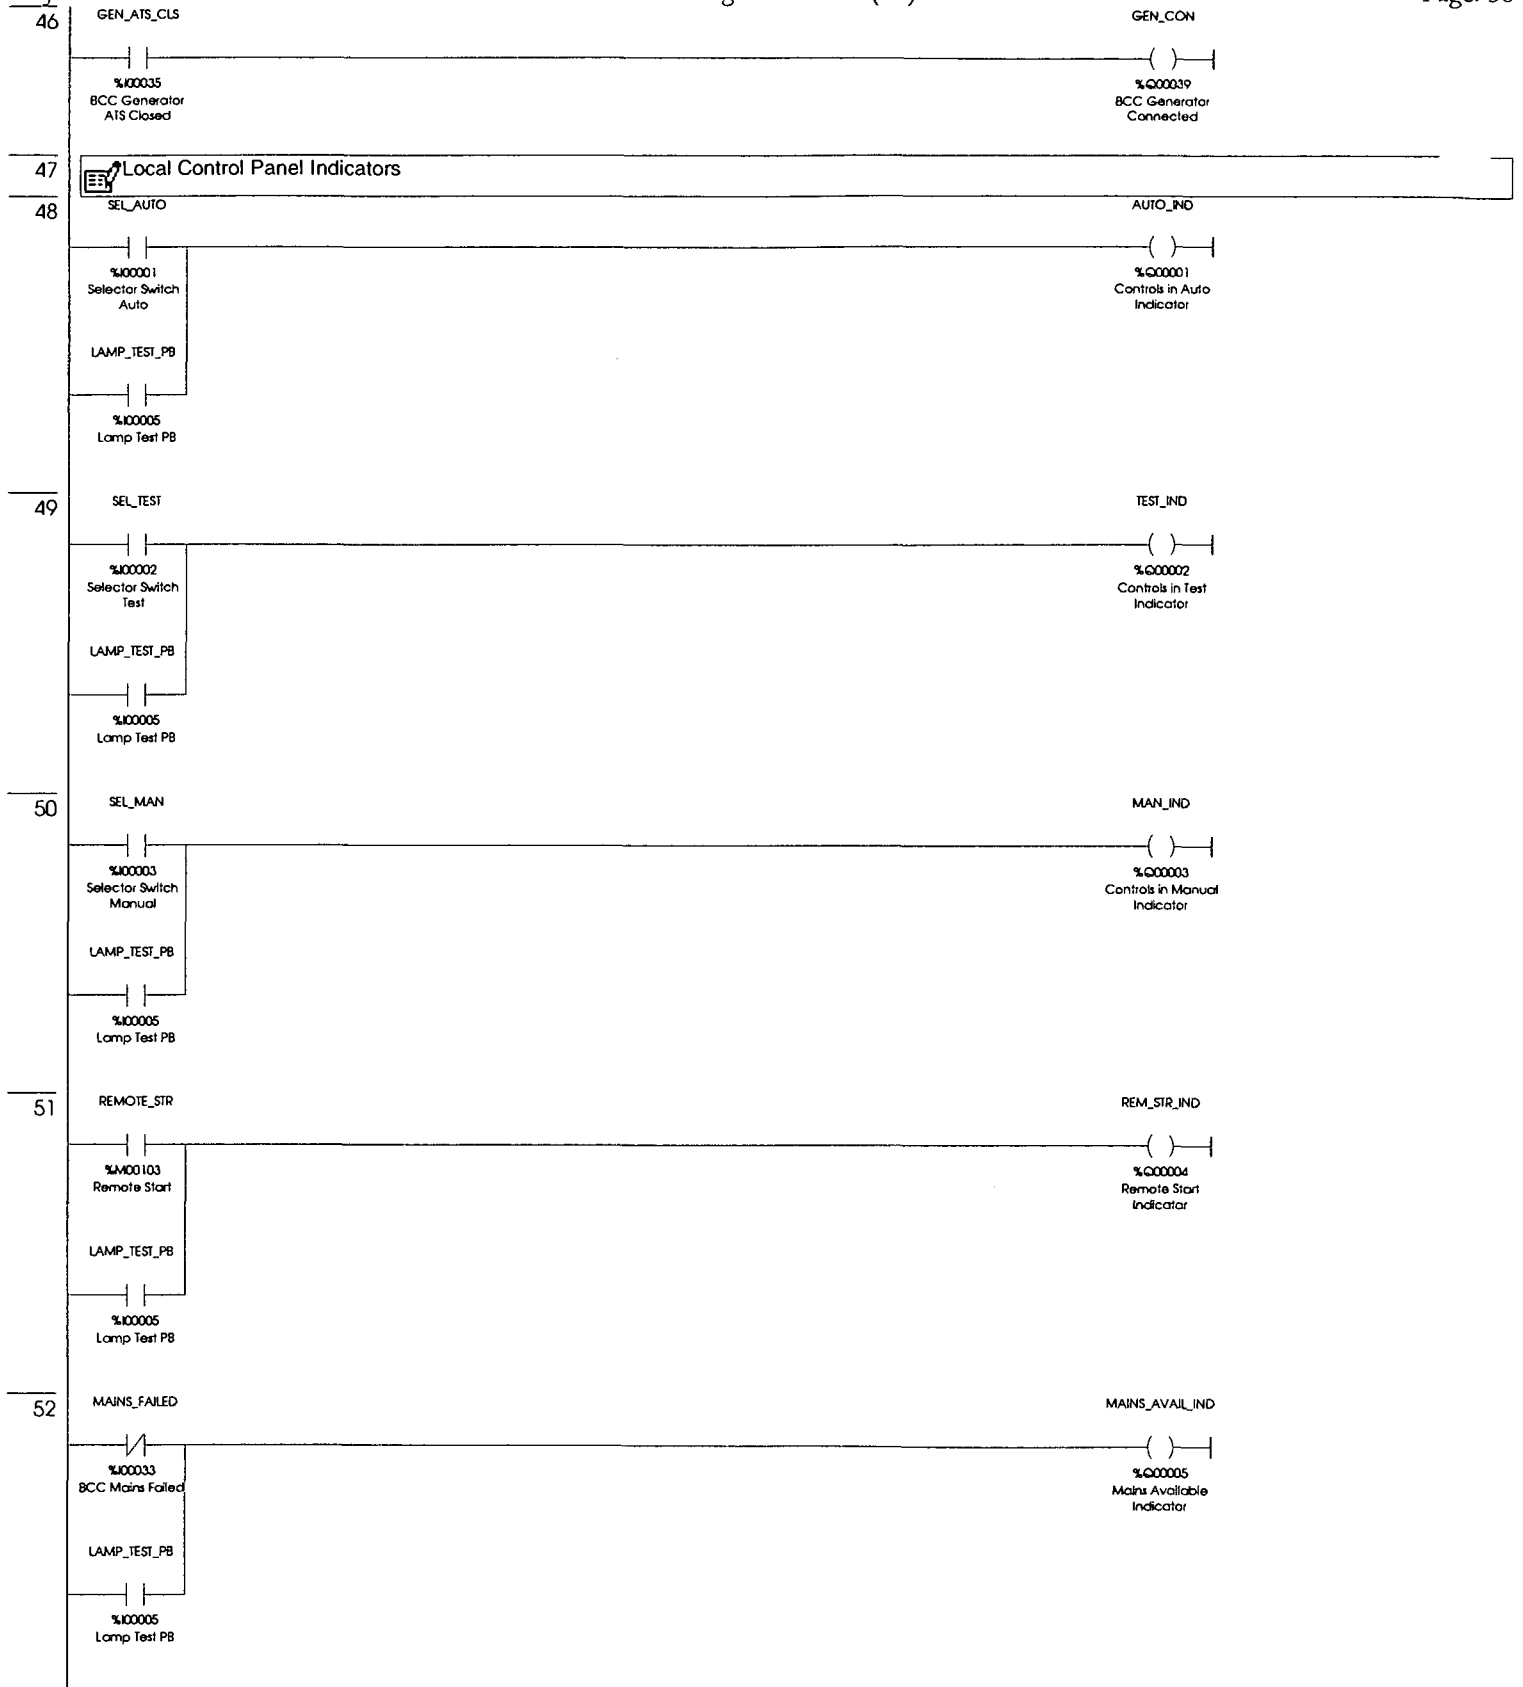 46
GEN_ATS_CLS
GEN_CON
%I00035
BCC Generator
ATS Closed
%Q00039
BCC Generator
Connected
47
Local Control Panel Indicators
48
SEL_AUTO
AUTO_IND
%I00001
Selector Switch
Auto
%Q00001
Controls in Auto
Indicator
LAMP_TEST_PB
%I00005
Lamp Test PB
49
SEL_TEST
TEST_IND
%I00002
Selector Switch
Test
%Q00002
Controls in Test
Indicator
LAMP_TEST_PB
%I00005
Lamp Test PB
50
SEL_MAN
MAN_IND
%I00003
Selector Switch
Manual
%Q00003
Controls in Manual
Indicator
LAMP_TEST_PB
%I00005
Lamp Test PB
51
REMOTE_STR
REM_STR_IND
%M00103
Remote Start
%Q00004
Remote Start
Indicator
LAMP_TEST_PB
%I00005
Lamp Test PB
52
MAINS_FAILED
MAINS_AVAIL_IND
%I00033
BCC Mains Failed
%Q00005
Mains Available
Indicator
LAMP_TEST_PB
%I00005
Lamp Test PB